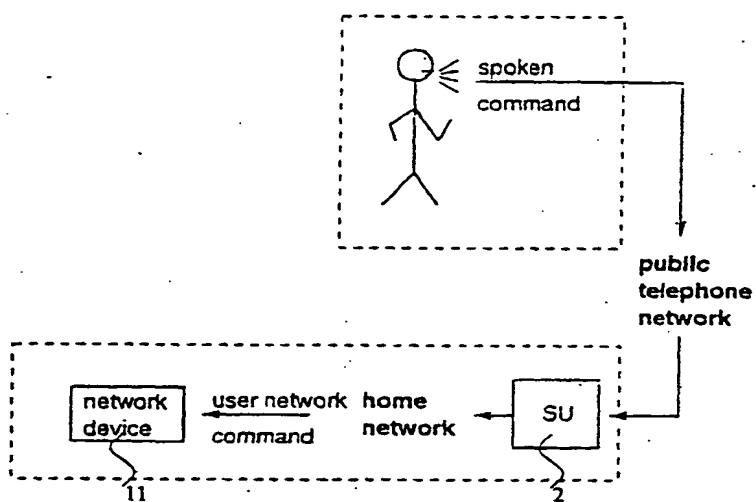 spoken
command
public
telephone
network
network
device
user network
command
home
network
SU
11
2